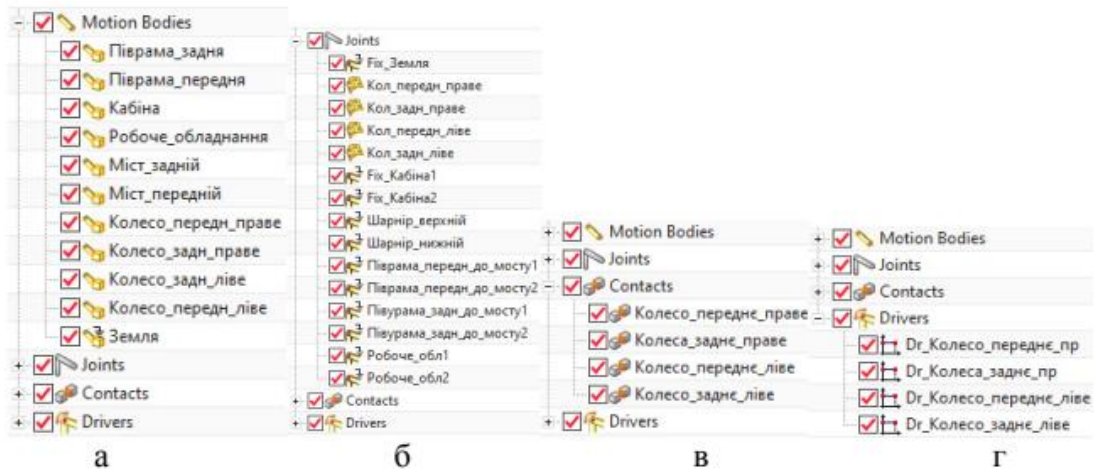 Motion Bodies
Піврама_задня
Піврама_передня
Кабіна
Робоче_обладнання
Міст_задній
Міст_передній
Колесо_передн_праве
Колесо_задн_праве
Колесо_задн_ліве
Колесо_передн_ліве
Земля
Joints
Contacts
Drivers
а
Joints
Fix_Земля
Кол_передн_праве
Кол_задн_праве
Кол_передн_ліве
Кол_задн_ліве
Fix_Кабіна1
Fix_Кабіна2
Шарнір_верхній
Шарнір_нижній
Піврама_передн_до_мосту1
Піврама_передн_до_мосту2
Півурама_задн_до_мосту1
Півурама_задн_до_мосту2
Робоче_обл1
Робоче_обл2
Contacts
Drivers
б
Motion Bodies
Joints
Contacts
Колесо_переднє_праве
Колеса_заднє_праве
Колесо_переднє_ліве
Колесо_заднє_ліве
Drivers
в
Motion Bodies
Joints
Contacts
Drivers
Dr_Колесо_переднє_пр
Dr_Колеса_заднє_пр
Dr_Колесо_переднє_ліве
Dr_Колесо_заднє_ліве
г